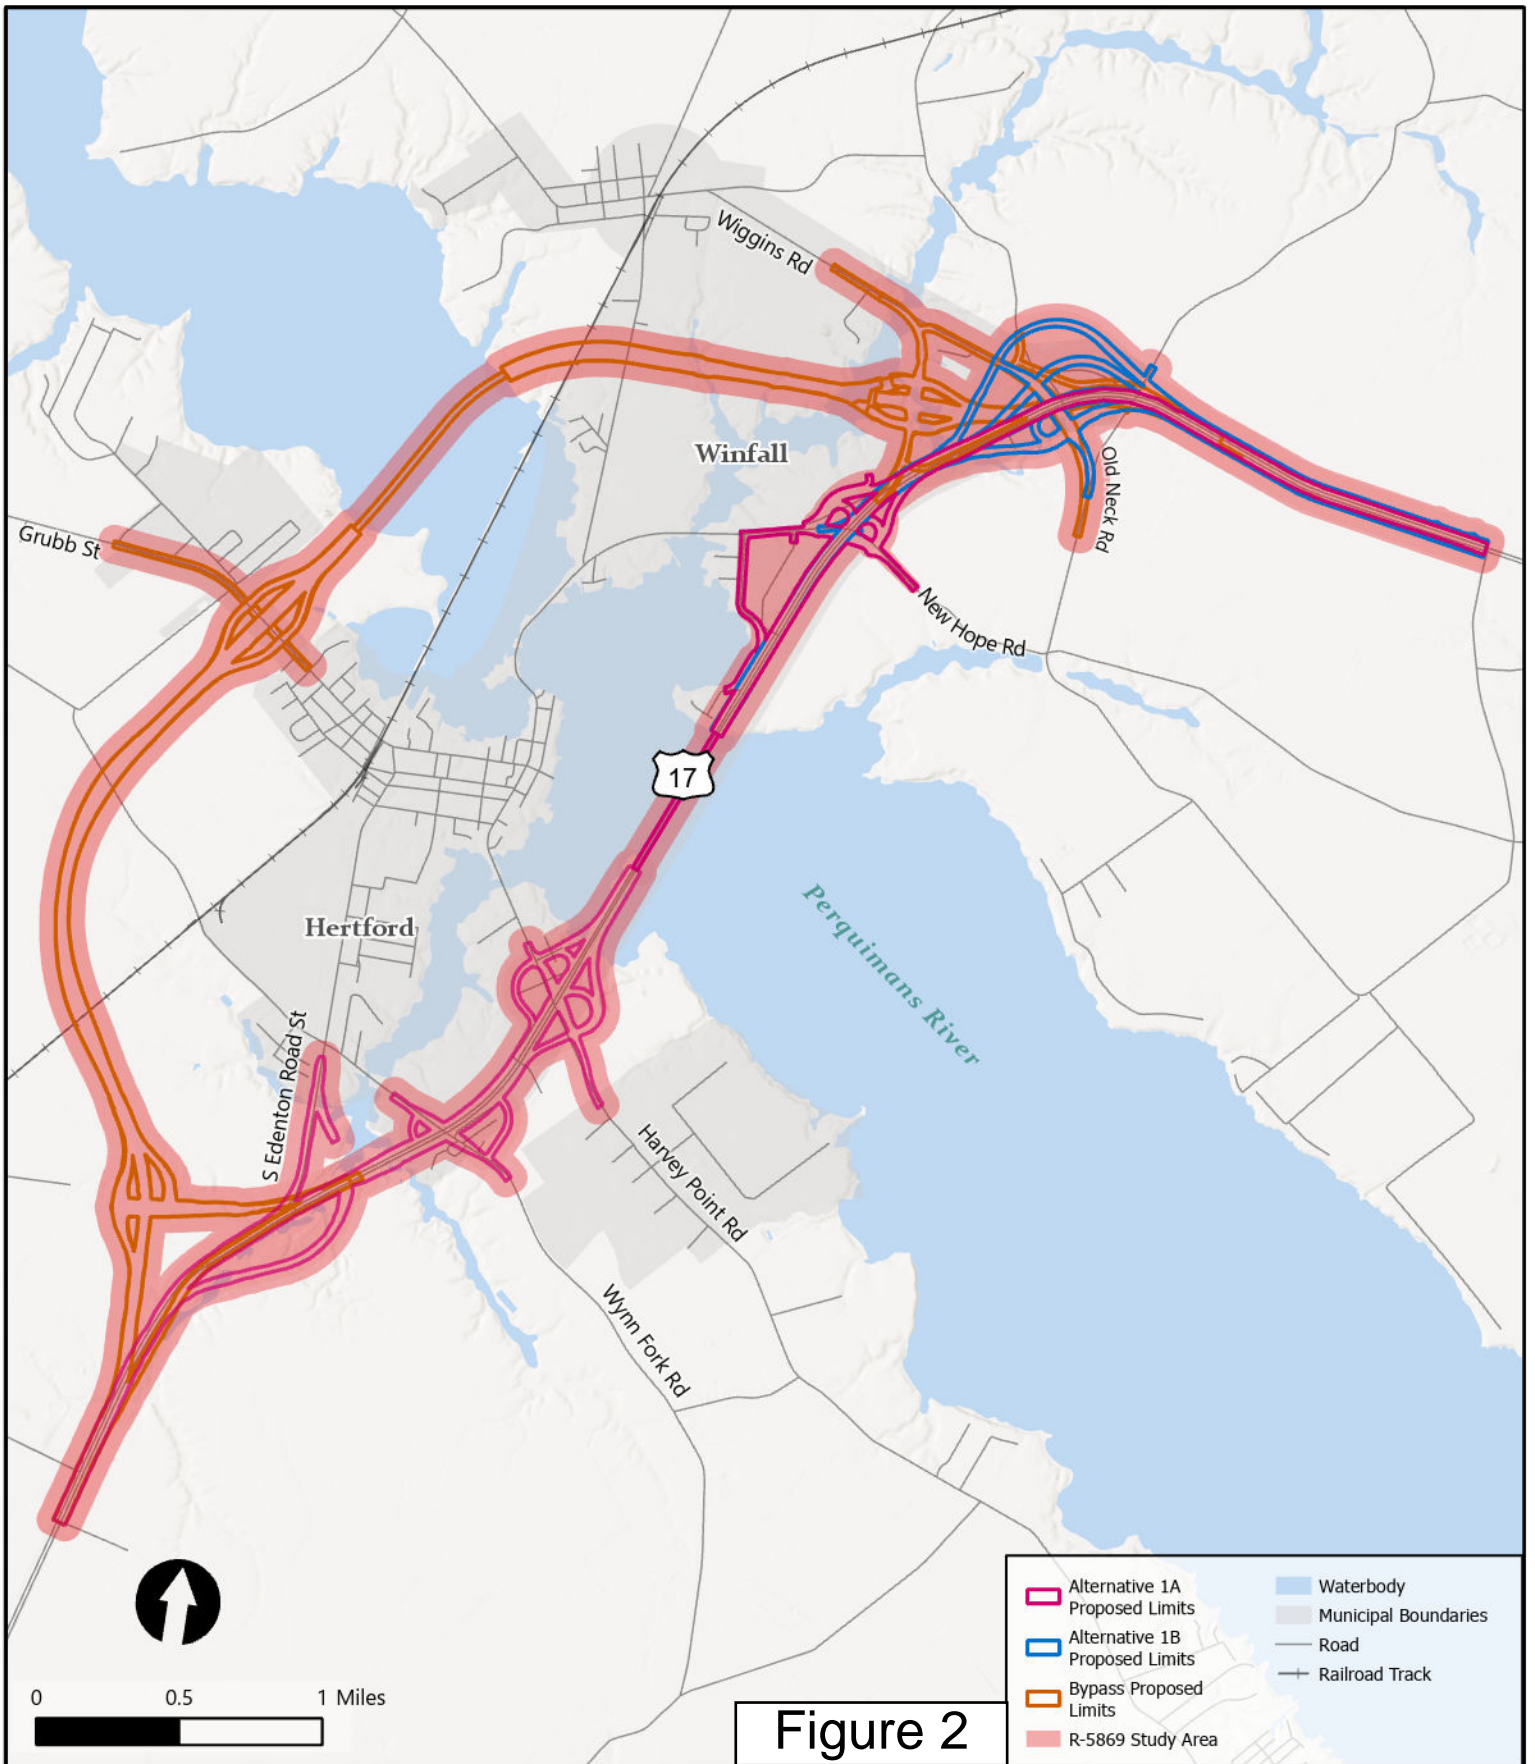 Wiggins Rd
Winfall
Grubb St
Old Neck Rd
New Hope Rd
17
Hertford
Perquimans River
S Edenton Road St
Harvey Point Rd
Wynn Fork Rd
0 0.5 1 Miles
Alternative 1A
Proposed Limits
Alternative 1B
Proposed Limits
Bypass Proposed
Limits
R-5869 Study Area
Waterbody
Municipal Boundaries
Road
Railroad Track
Figure 2